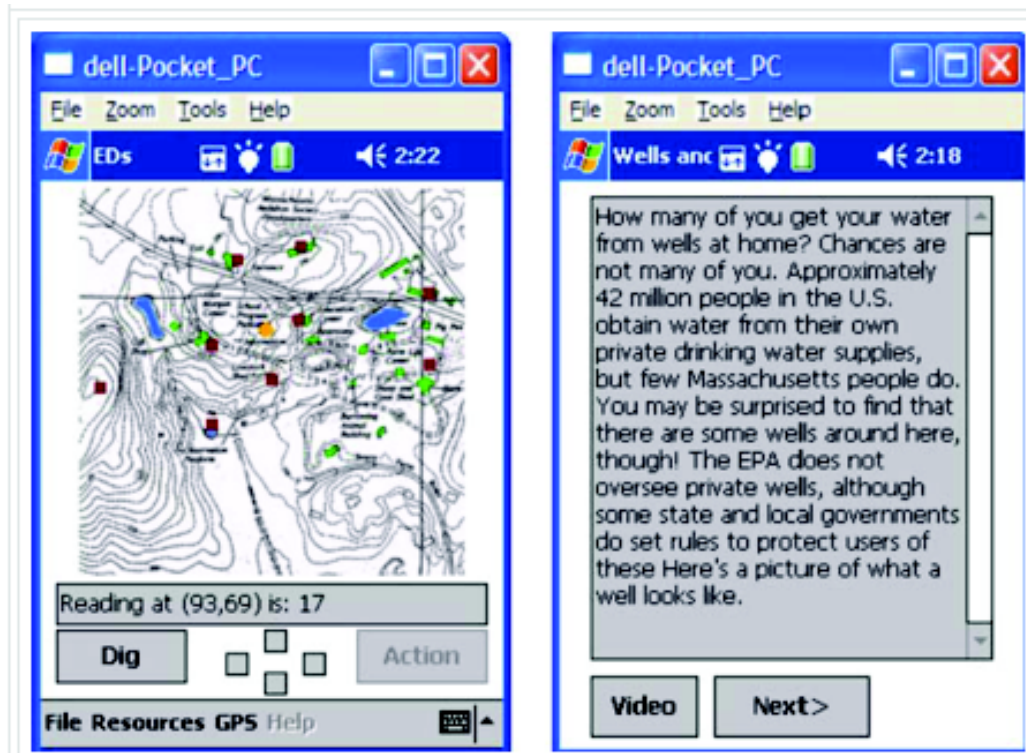 dell-Pocket_PC
File Zoom Tools Help
EDs 2:22
Reading at (93,69) is: 17
Dig
Action
File Resources GPS Help
dell-Pocket_PC
File Zoom Tools Help
Wells anc 2:18
How many of you get your water
from wells at home? Chances are
not many of you. Approximately
42 million people in the U.S.
obtain water from their own
private drinking water supplies,
but few Massachusetts people do.
You may be surprised to find that
there are some wells around here,
though! The EPA does not
oversee private wells, although
some state and local governments
do set rules to protect users of
these Here's a picture of what a
well looks like.
Video
Next>